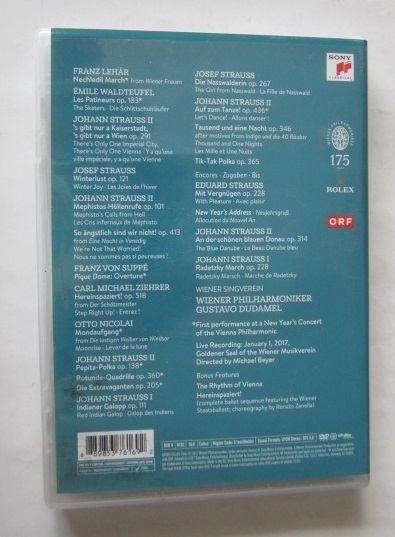 FRANZ LEHÁR
Nechledil March* from Wiener Frauen
ÉMILE WALDTEUFEL
Les Patineurs op. 183*
The Skaters · Die Schlittschuhläufer
JOHANN STRAUSS II
's gibt nur a Kaiserstadt,
's gibt nur a Wien op. 291
There's Only One Imperial City,
There's Only One Vienna · Y a qu'une
ville impériale, y a qu'une Vienne
JOSEF STRAUSS
Winterlust op. 121
Winter Joy · Les Joies de l'hiver
JOHANN STRAUSS II
Mephistos Höllenrufe op. 101
Mephisto's Calls from Hell
Les Cris infernaux de Méphisto
So ängstlich sind wir nicht! op. 413
from Eine Nacht in Venedig
We're Not That Worried!
Nous ne sommes pas si peureuses!
FRANZ VON SUPPÉ
Pique Dame: Overture*
CARL MICHAEL ZIEHRER
Hereinspaziert! op. 518
from Der Schätzmeister
Step Right Up! · Entrez!
OTTO NICOLAI
Mondaufgang*
from Die lustigen Weiber von Windsor
Moonrise · Lever de la lune
JOHANN STRAUSS II
Pepita-Polka op. 138*
Rotunde-Quadrille op. 360*
Die Extravaganten op. 205*
JOHANN STRAUSS I
Indianer Galopp op. 111
Red Indian Galop · Galop des Indiens
JOSEF STRAUSS
Die Nasswalderin op. 267
The Girl from Nasswald · La Fille de Nasswald
JOHANN STRAUSS II
Auf zum Tanze! op. 436*
Let's Dance! · Allons danser!
Tausend und eine Nacht op. 346
after motives from Indigo und die 40 Räuber
Thousand and One Nights
Les Mille et Une Nuits
Tik-Tak Polka op. 365
Encores · Zugaben · Bis
EDUARD STRAUSS
Mit Vergnügen op. 228
With Pleasure · Avec plaisir
New Year's Address · Neujahrsgruß
Allocution du Nouvel An
JOHANN STRAUSS II
An der schönen blauen Donau op. 314
The Blue Danube · Le Beau Danube bleu
JOHANN STRAUSS I
Radetzky March op. 228
Radetzky Marsch · Marche de Radetzky
WIENER SINGVEREIN
WIENER PHILHARMONIKER
GUSTAVO DUDAMEL
*First performance at a New Year's Concert
of the Vienna Philharmonic
Live Recording: January 1, 2017,
Goldener Saal of the Wiener Musikverein
Directed by Michael Beyer
Bonus Features
The Rhythm of Vienna
Hereinspaziert!
(complete ballet sequence featuring the Wiener
Staatsballett; choreography by Renato Zanella)
SONY
CLASSICAL
175
ROLEX
ORF